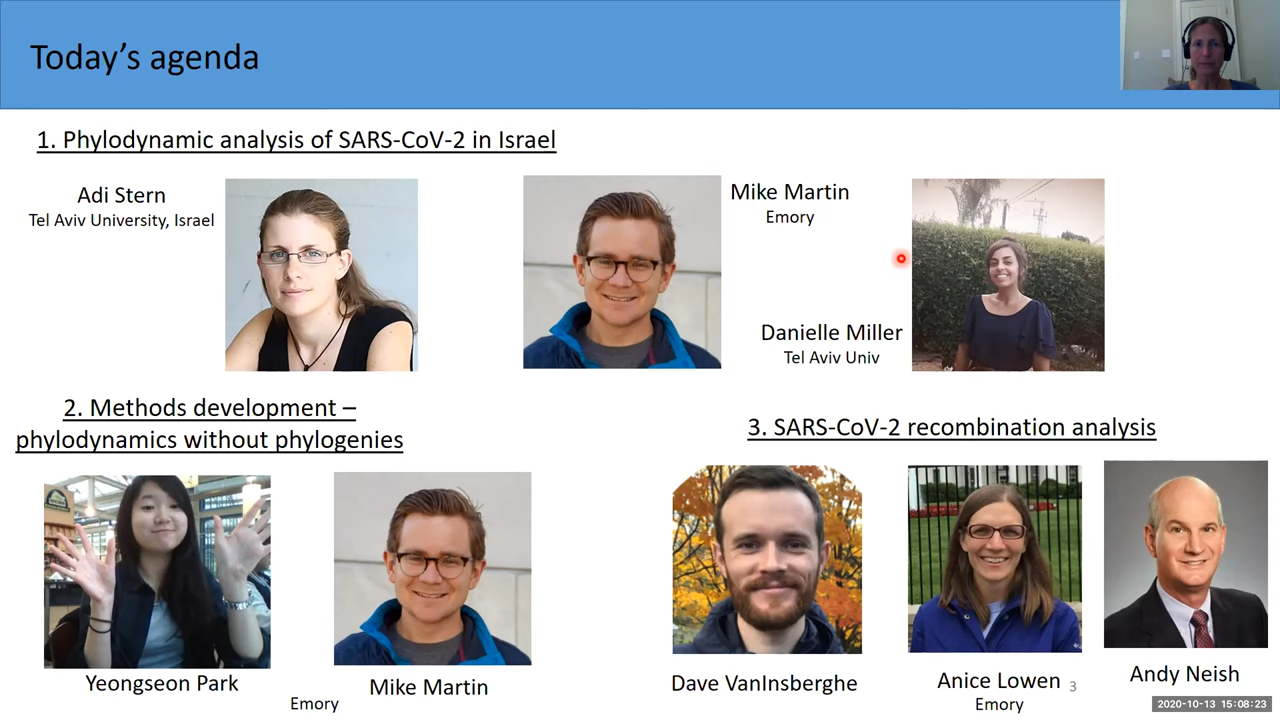 Today's agenda
1. Phylodynamic analysis of SARS-CoV-2 in Israel
Adi Stern
Tel Aviv University, Israel
Mike Martin
Emory
Danielle Miller
Tel Aviv Univ
2. Methods development –
phylodynamics without phylogenies
Yeongseon Park
Mike Martin
Emory
3. SARS-CoV-2 recombination analysis
Dave VanInsberghe
Anice Lowen
Emory
Andy Neish
3
2020-10-13 15:08:23